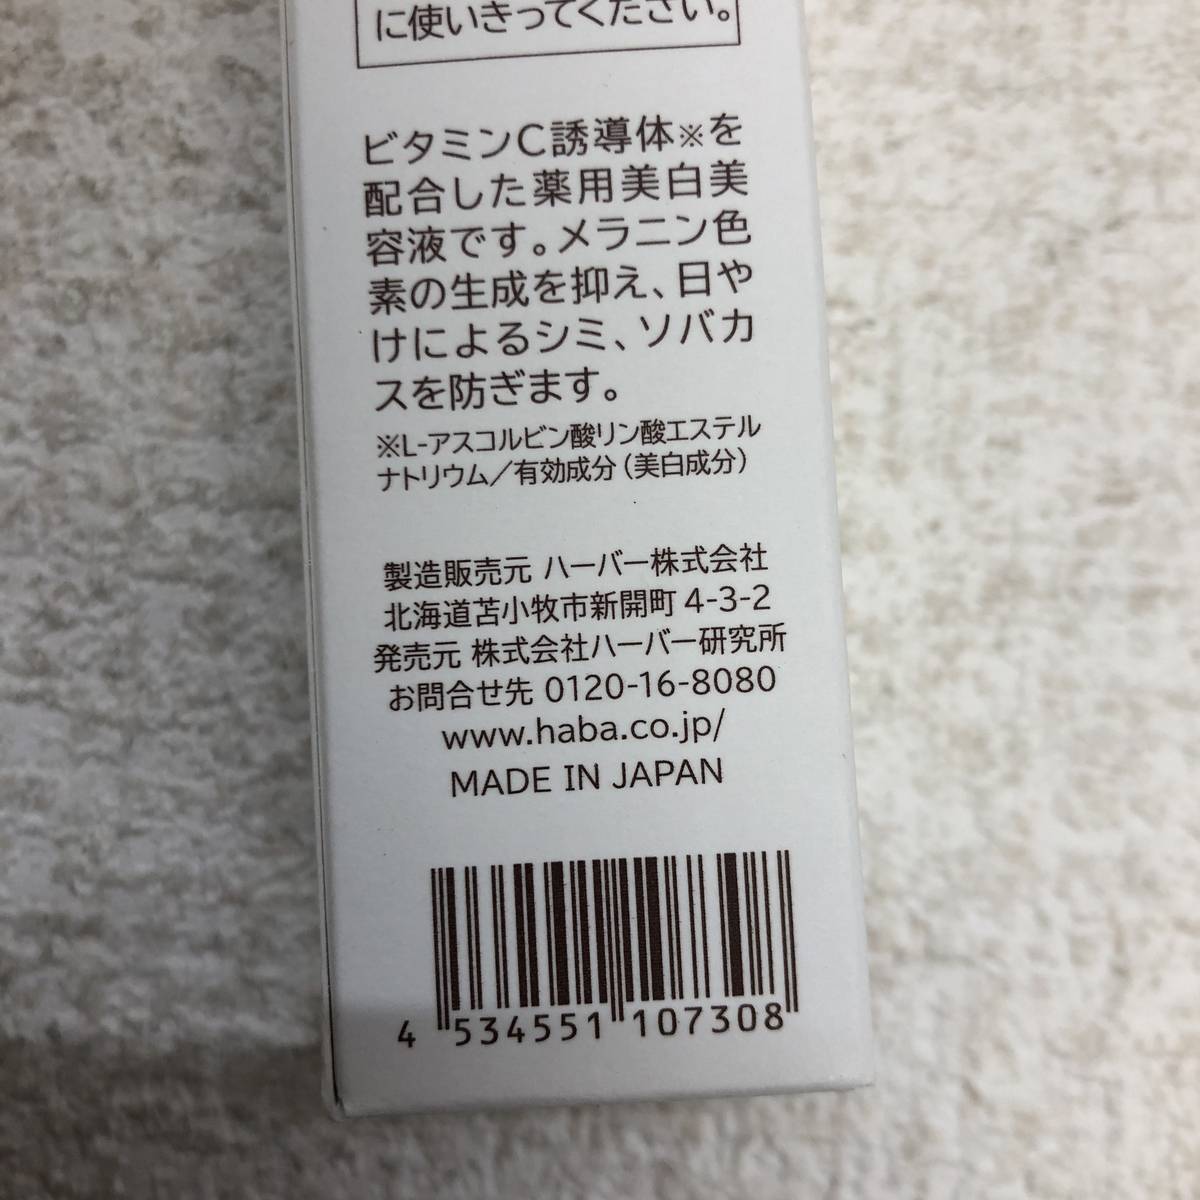 に使いきってください。
ビタミンC誘導体※を
配合した薬用美白美
容液です。メラニン色
素の生成を抑え、日や
けによるシミ、ソバカ
スを防ぎます。
※L-アスコルビン酸リン酸エステル
ナトリウム／有効成分（美白成分）
製造販売元 ハーバー株式会社
北海道苫小牧市新開町 4-3-2
発売元 株式会社ハーバー研究所
お問合せ先 0120-16-8080
www.haba.co.jp/
MADE IN JAPAN
4 534551 107308